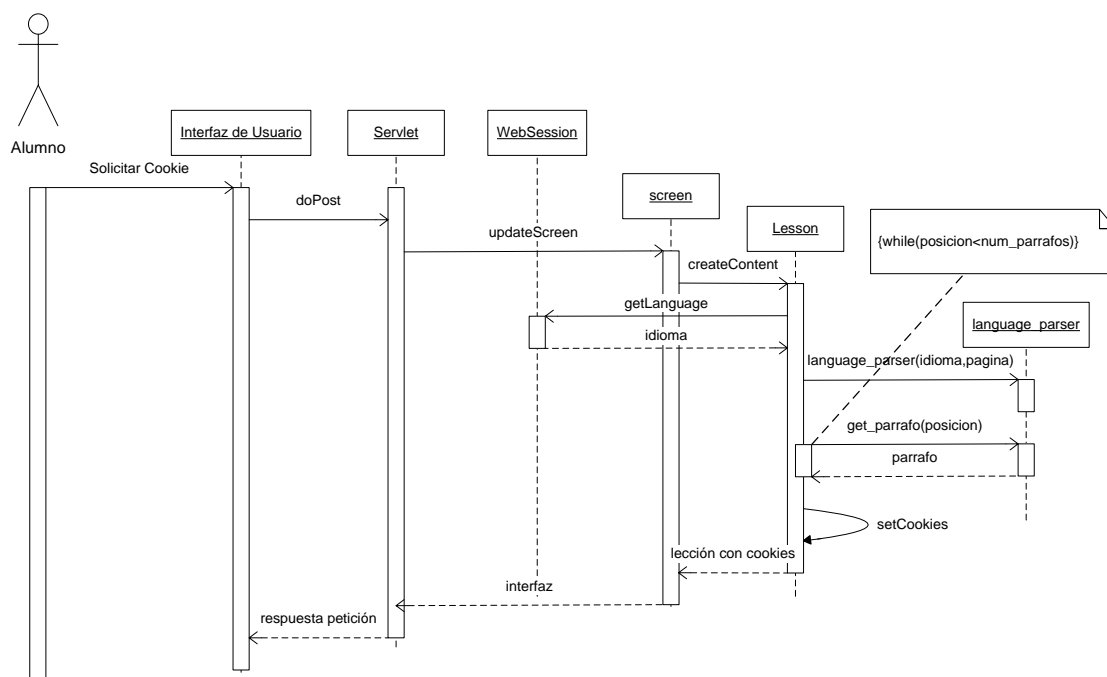 Alumno
Interfaz de Usuario
Servlet
WebSession
screen
Lesson
{while(posicion<num_parrafos)}
language_parser
Solicitar Cookie
doPost
updateScreen
createContent
getLanguage
idioma
language_parser(idioma,pagina)
get_parrafo(posicion)
parrafo
setCookies
lección con cookies
interfaz
respuesta petición